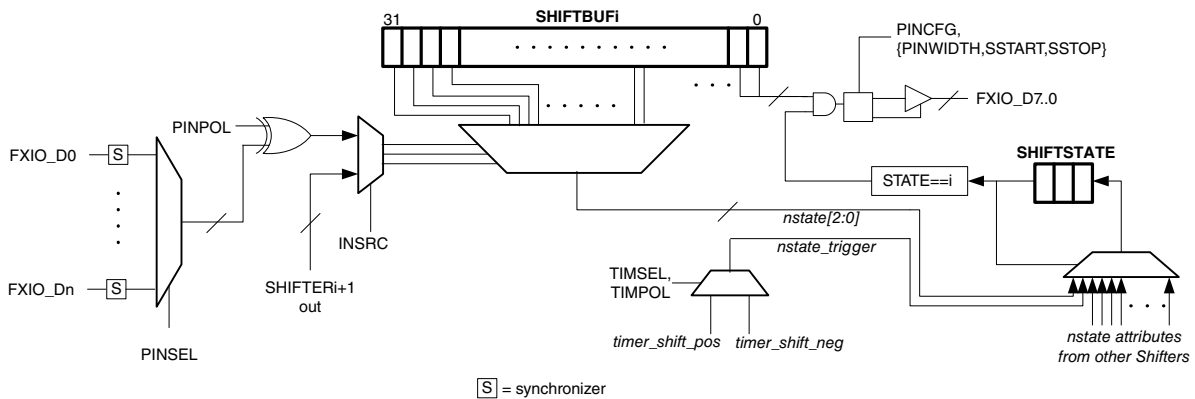 31 SHIFTBUFi 0
PINCFG,
{PINWIDTH,SSTART,SSTOP}
FXIO_D7..0
PINPOL
FXIO_D0 S
SHIFTSTATE
STATE==i
nstate[2:0]
nstate_trigger
INSRC
TIMSEL,
TIMPOL
FXIO_Dn S
SHIFTERi+1
out
timer_shift_pos timer_shift_neg
nstate attributes
from other Shifters
PINSEL
S = synchronizer